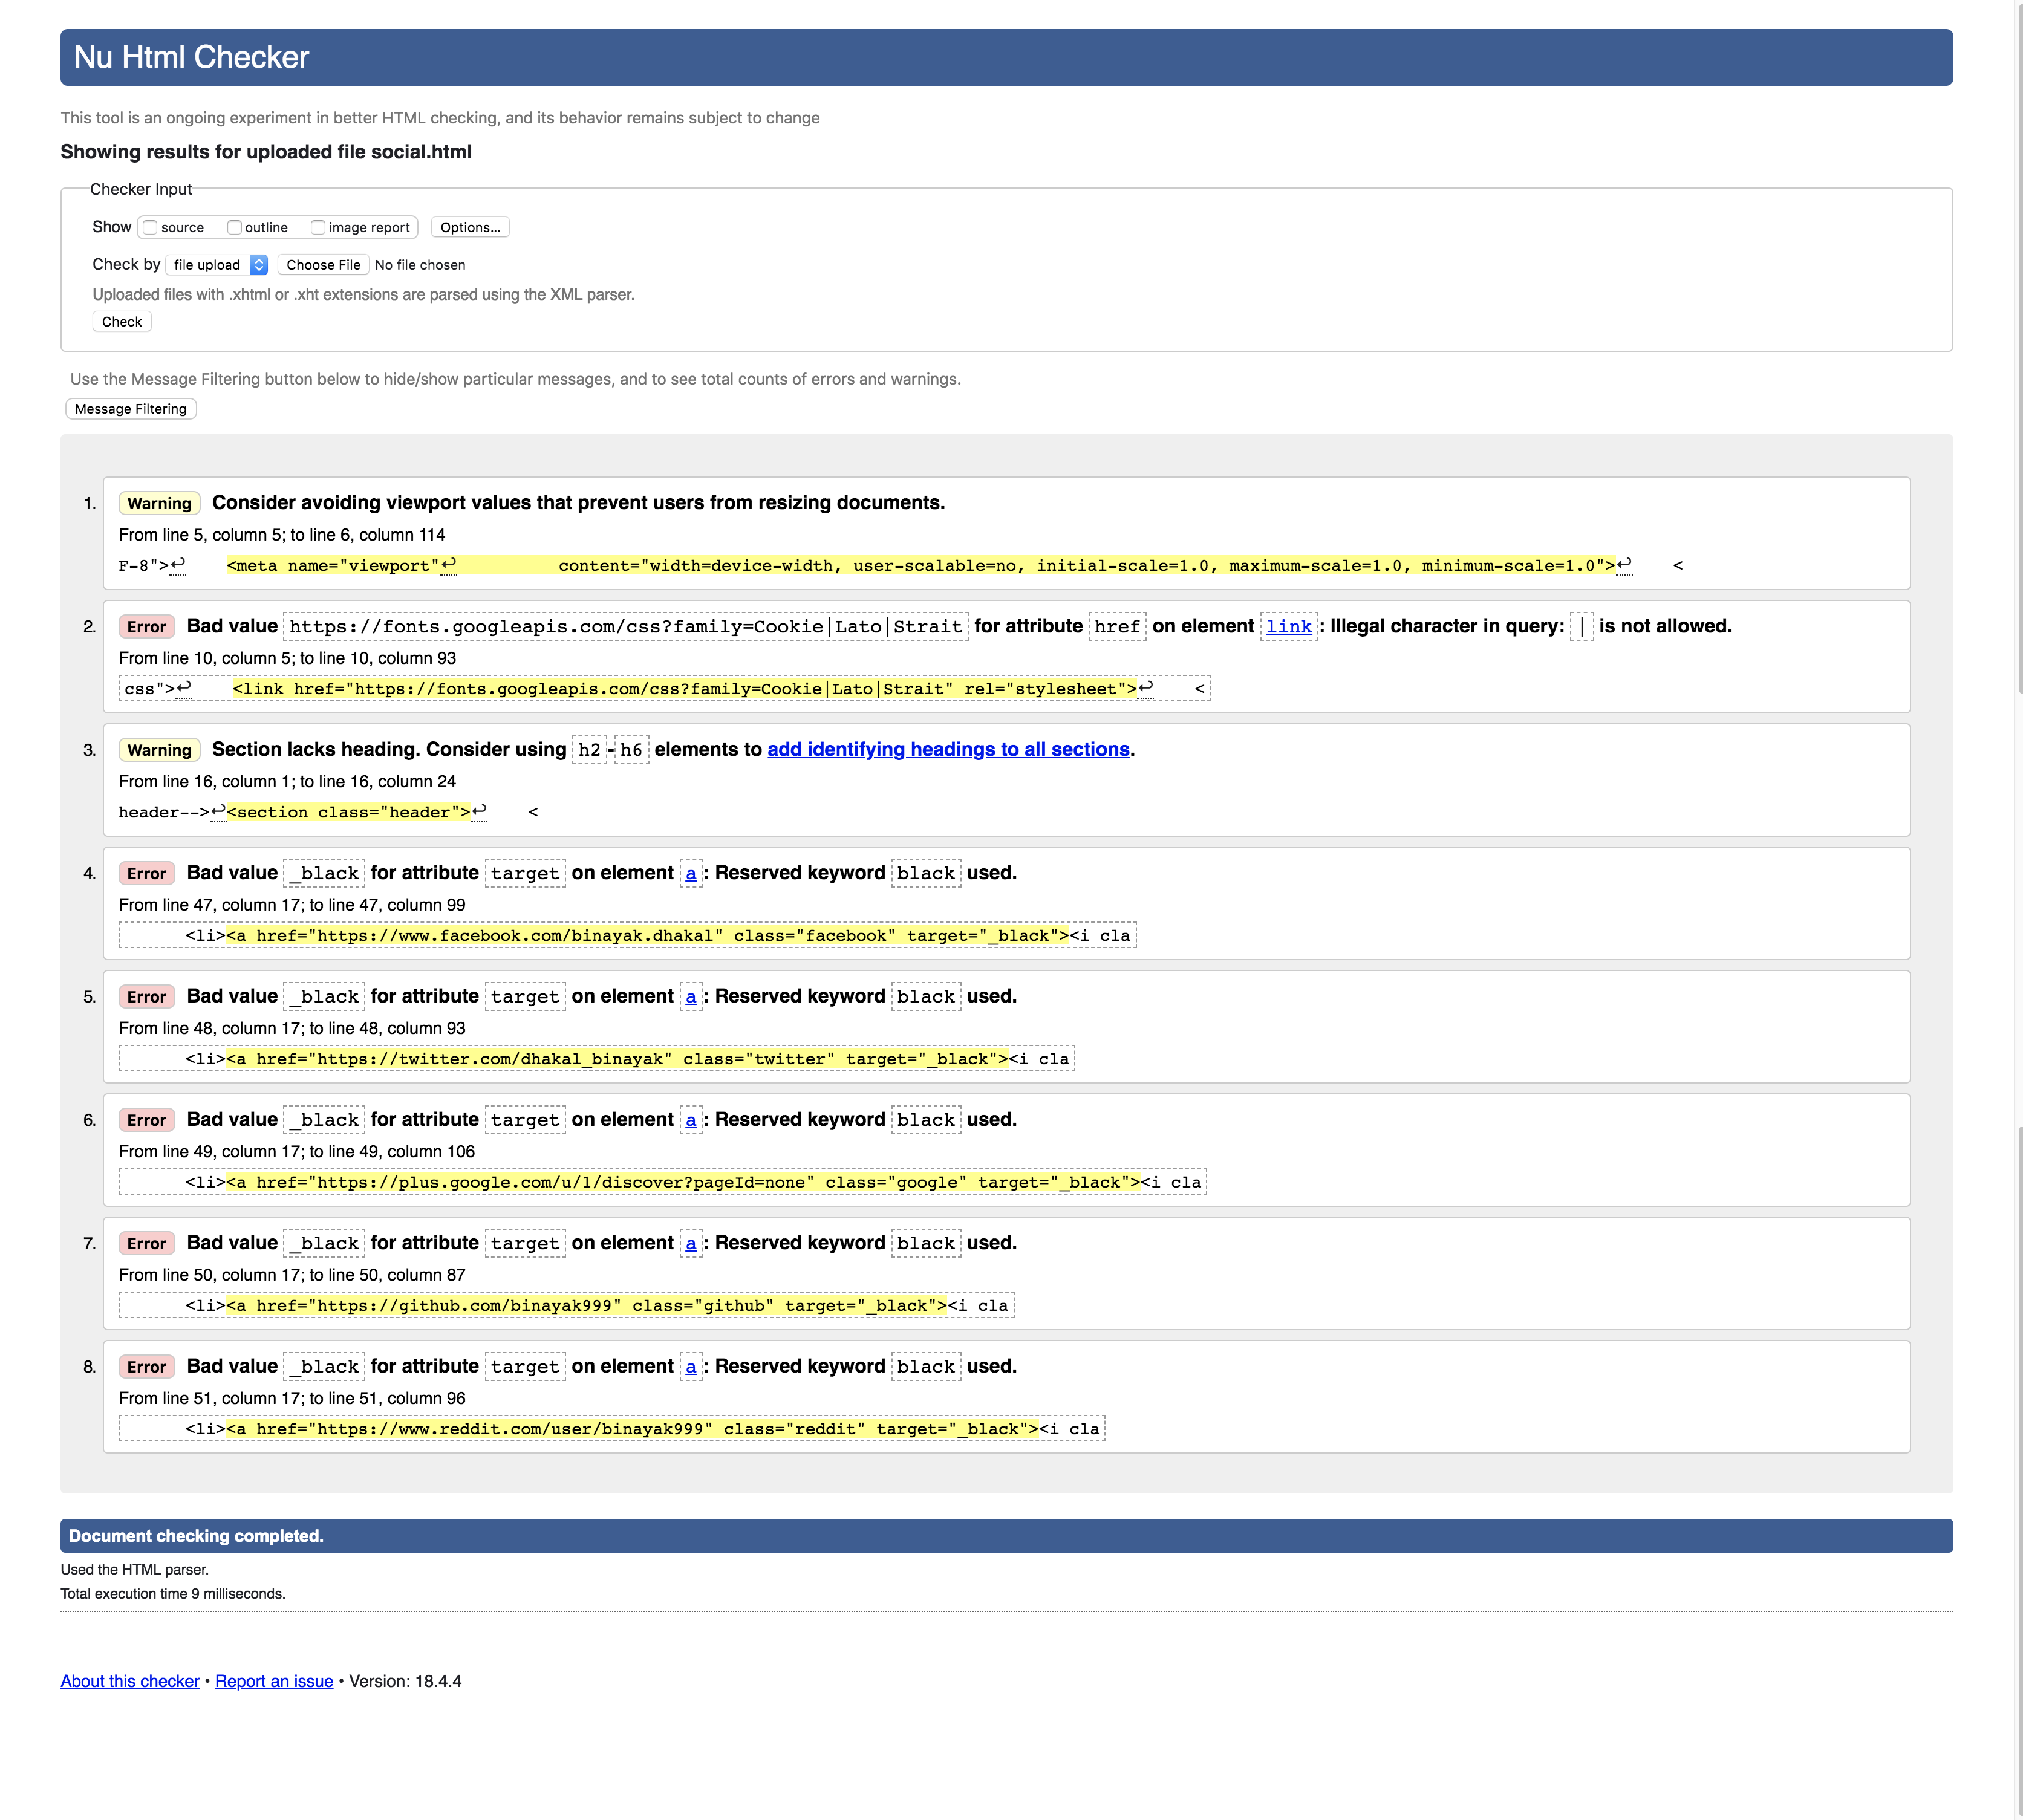 Nu Html Checker
This tool is an ongoing experiment in better HTML checking, and its behavior remains subject to change
Showing results for uploaded file social.html
Checker Input
Show source outline image report Options...
Check by file upload Choose File No file chosen
Uploaded files with .xhtml or .xht extensions are parsed using the XML parser.
Check
Use the Message Filtering button below to hide/show particular messages, and to see total counts of errors and warnings.
Message Filtering
1. Warning Consider avoiding viewport values that prevent users from resizing documents.
From line 5, column 5; to line 6, column 114
F-8">↩ <meta name="viewport"↩ content="width=device-width, user-scalable=no, initial-scale=1.0, maximum-scale=1.0, minimum-scale=1.0">↩ <
2. Error Bad value https://fonts.googleapis.com/css?family=Cookie|Lato|Strait for attribute href on element link: Illegal character in query: | is not allowed.
From line 10, column 5; to line 10, column 93
css">↩ <link href="https://fonts.googleapis.com/css?family=Cookie|Lato|Strait" rel="stylesheet">↩ <
3. Warning Section lacks heading. Consider using h2-h6 elements to add identifying headings to all sections.
From line 16, column 1; to line 16, column 24
header-->↩<section class="header">↩ <
4. Error Bad value _black for attribute target on element a: Reserved keyword black used.
From line 47, column 17; to line 47, column 99
<li><a href="https://www.facebook.com/binayak.dhakal" class="facebook" target="_black"><i cla
5. Error Bad value _black for attribute target on element a: Reserved keyword black used.
From line 48, column 17; to line 48, column 93
<li><a href="https://twitter.com/dhakal_binayak" class="twitter" target="_black"><i cla
6. Error Bad value _black for attribute target on element a: Reserved keyword black used.
From line 49, column 17; to line 49, column 106
<li><a href="https://plus.google.com/u/1/discover?pageId=none" class="google" target="_black"><i cla
7. Error Bad value _black for attribute target on element a: Reserved keyword black used.
From line 50, column 17; to line 50, column 87
<li><a href="https://github.com/binayak999" class="github" target="_black"><i cla
8. Error Bad value _black for attribute target on element a: Reserved keyword black used.
From line 51, column 17; to line 51, column 96
<li><a href="https://www.reddit.com/user/binayak999" class="reddit" target="_black"><i cla
Document checking completed.
Used the HTML parser.
Total execution time 9 milliseconds.
About this checker • Report an issue • Version: 18.4.4